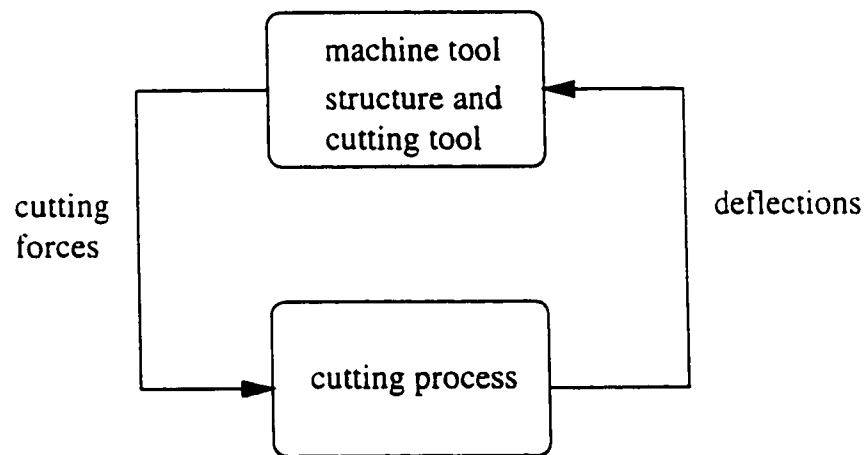 machine tool
structure and
cutting tool
cutting
forces
deflections
cutting process